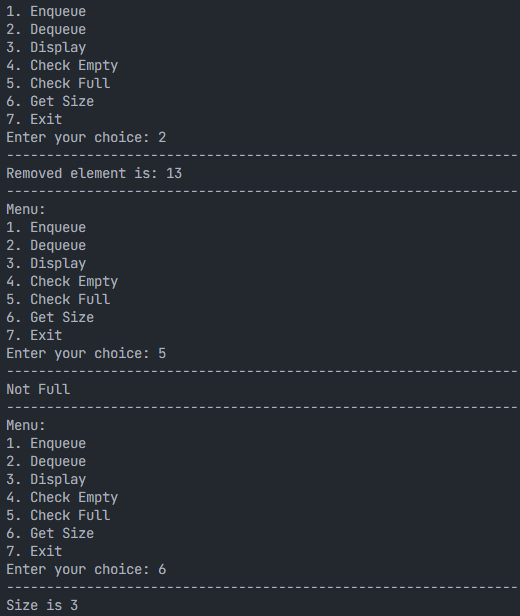 1. Enqueue
2. Dequeue
3. Display
4. Check Empty
5. Check Full
6. Get Size
7. Exit
Enter your choice: 2
----------------------------------------------------------------
Removed element is: 13
----------------------------------------------------------------
Menu:
1. Enqueue
2. Dequeue
3. Display
4. Check Empty
5. Check Full
6. Get Size
7. Exit
Enter your choice: 5
----------------------------------------------------------------
Not Full
----------------------------------------------------------------
Menu:
1. Enqueue
2. Dequeue
3. Display
4. Check Empty
5. Check Full
6. Get Size
7. Exit
Enter your choice: 6
----------------------------------------------------------------
Size is 3